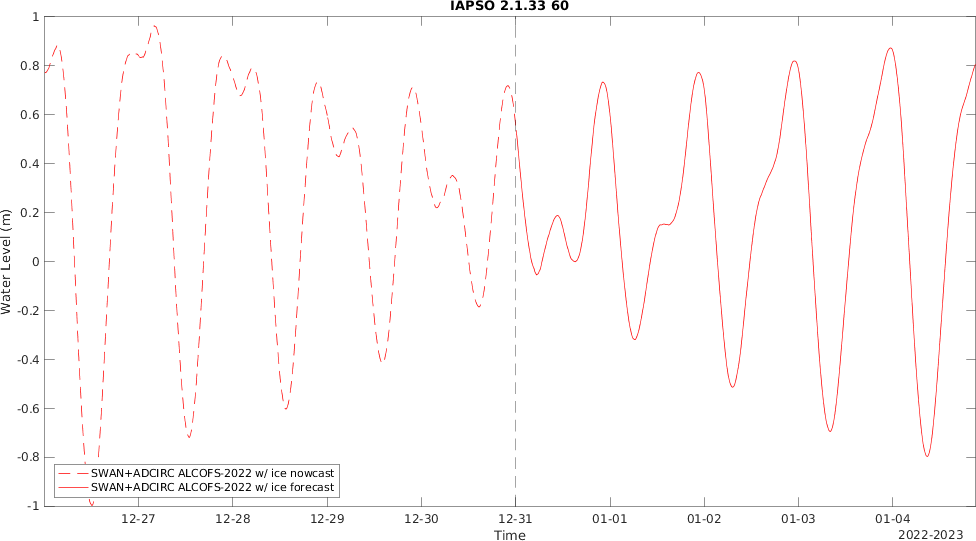 IAPSO 2.1.33 60
1
0.8
0.6
0.4
0.2
0
-0.2
-0.4
-0.6
-0.8
-1
Water Level (m)
SWAN+ADCIRC ALCOFS-2022 w/ ice nowcast
SWAN+ADCIRC ALCOFS-2022 w/ ice forecast
12-27 12-28 12-29 12-30 12-31 01-01 01-02 01-03 01-04
Time
2022-2023